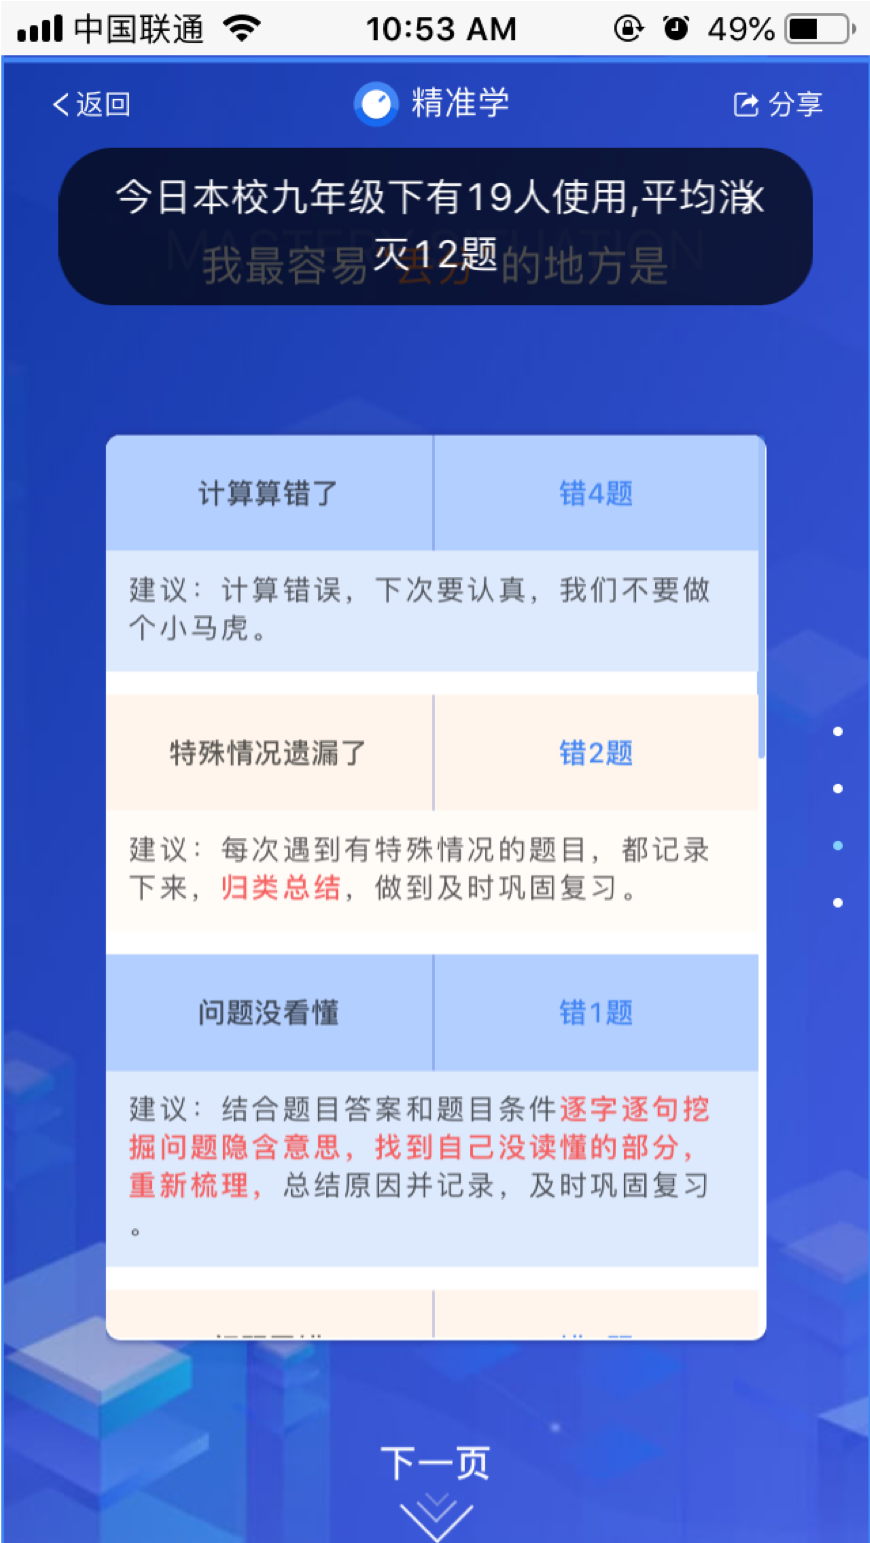 中国联通
10:53 AM
49%
返回
精准学
分享
今日本校九年级下有19人使用,平均消
灭12题
我最容易"丢分"的地方是
计算算错了
错4题
建议：计算错误，下次要认真，我们不要做
个小马虎。
特殊情况遗漏了
错2题
建议：每次遇到有特殊情况的题目，都记录
下来，归类总结，做到及时巩固复习。
问题没看懂
错1题
建议：结合题目答案和题目条件逐字逐句挖
掘问题隐含意思，找到自己没读懂的部分，
重新梳理，总结原因并记录，及时巩固复习
。
下一页